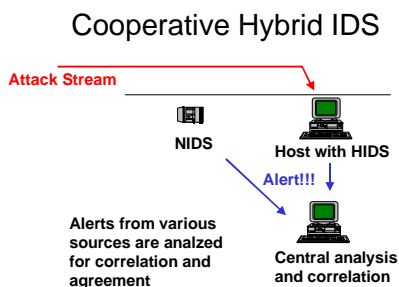 Cooperative Hybrid IDS
Attack Stream
NIDS
Host with HIDS
Alert!!!
Alerts from various
sources are analzed
for correlation and
agreement
Central analysis
and correlation